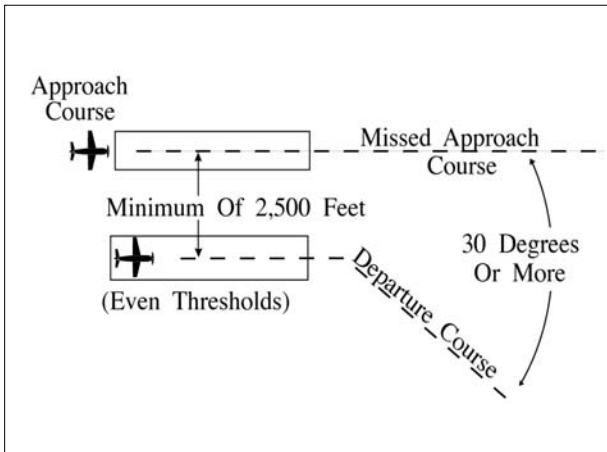 Approach
Course
Missed Approach
Course
Minimum Of 2,500 Feet
30 Degrees
Or More
(Even Thresholds)
Departure Course